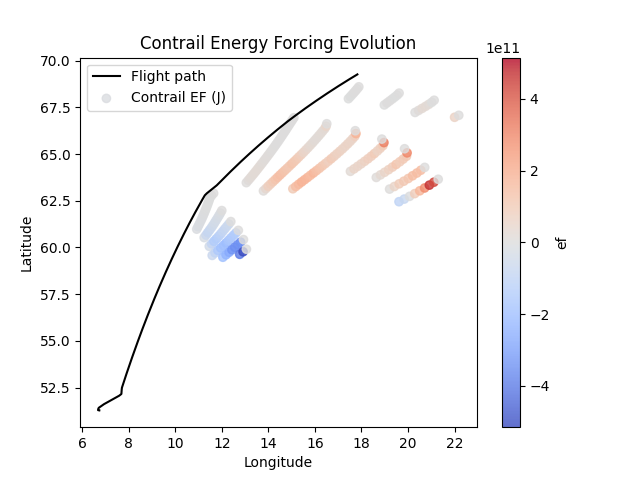 Contrail Energy Forcing Evolution
1e11
Flight path
Contrail EF (J)
70.0
67.5
65.0
62.5
60.0
57.5
55.0
52.5
Latitude
6 8 10 12 14 16 18 20 22
Longitude
4
2
0
−2
−4
ef